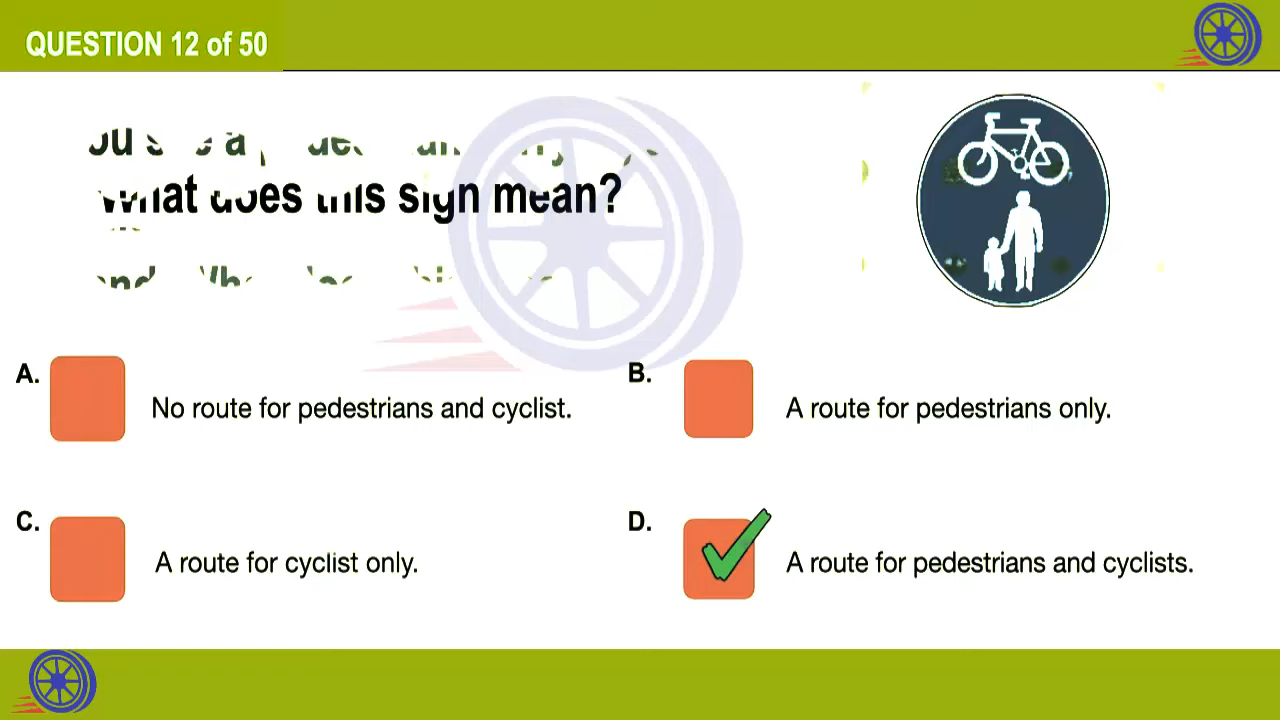 QUESTION 12 of 50
What does this sign mean?
A.
No route for pedestrians and cyclist.
B.
A route for pedestrians only.
C.
A route for cyclist only.
D.
A route for pedestrians and cyclists.